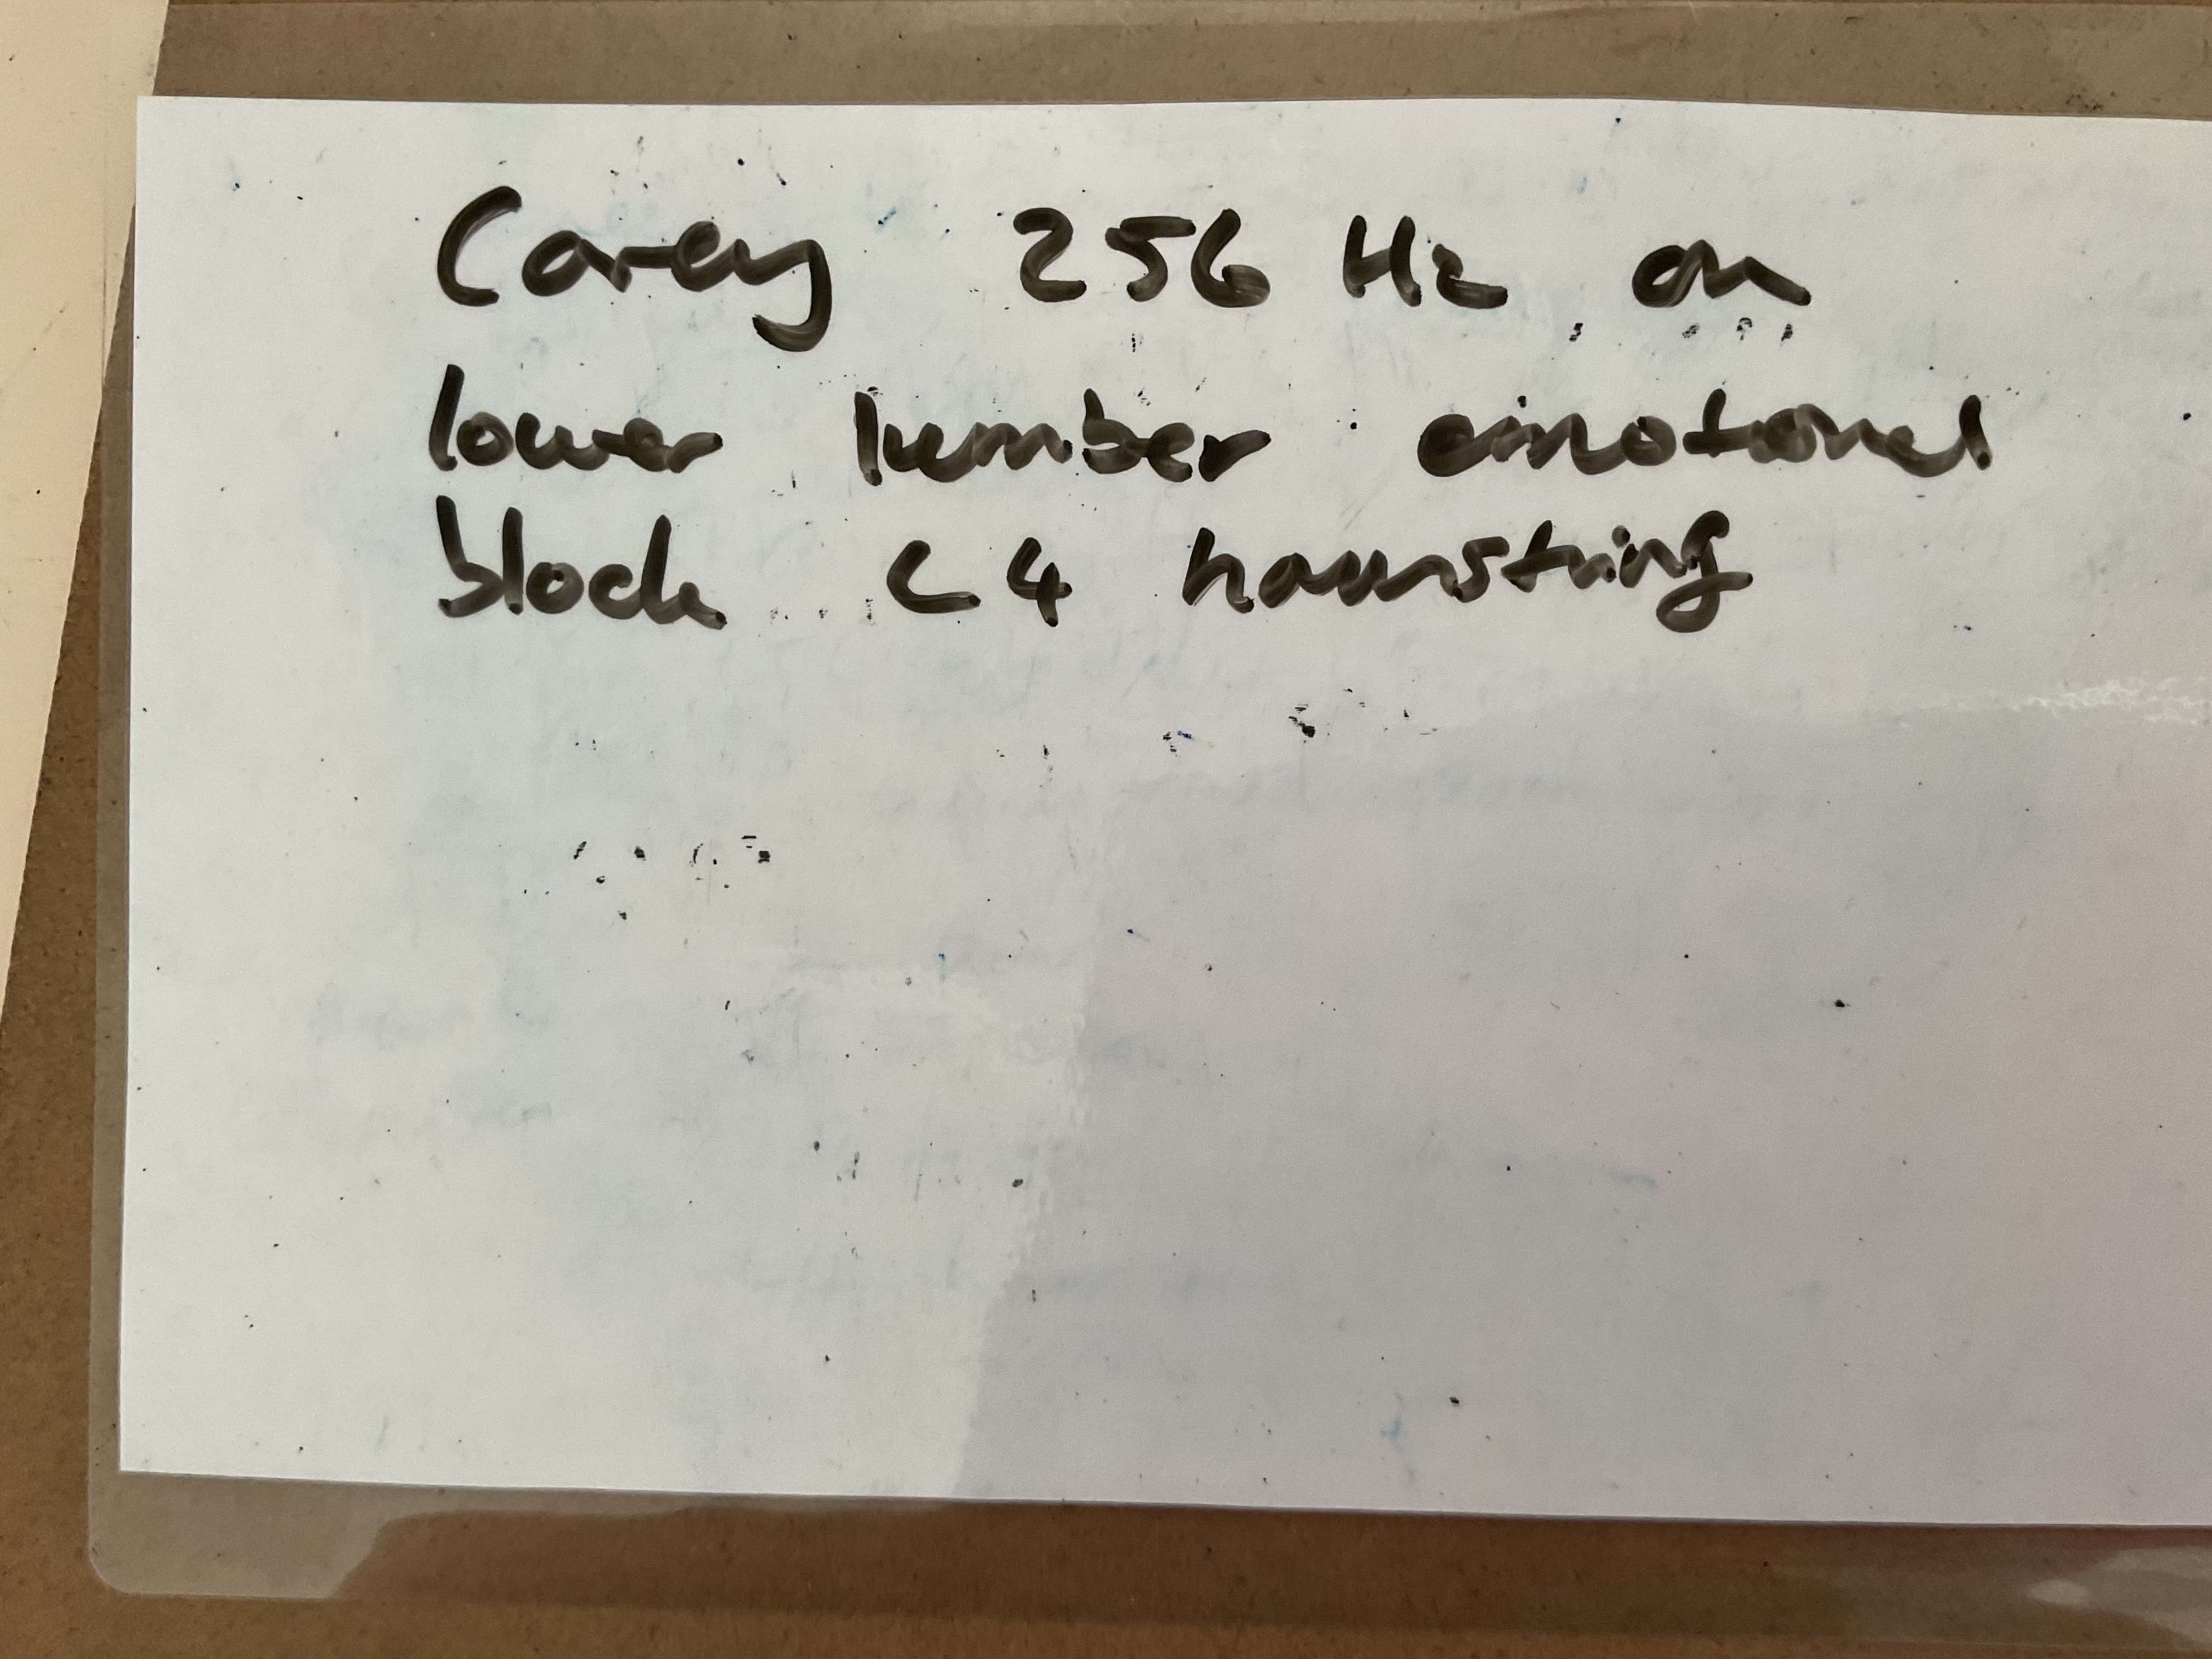 Carey 256 Hz on
lower lumber emotional
block L4 hamstring